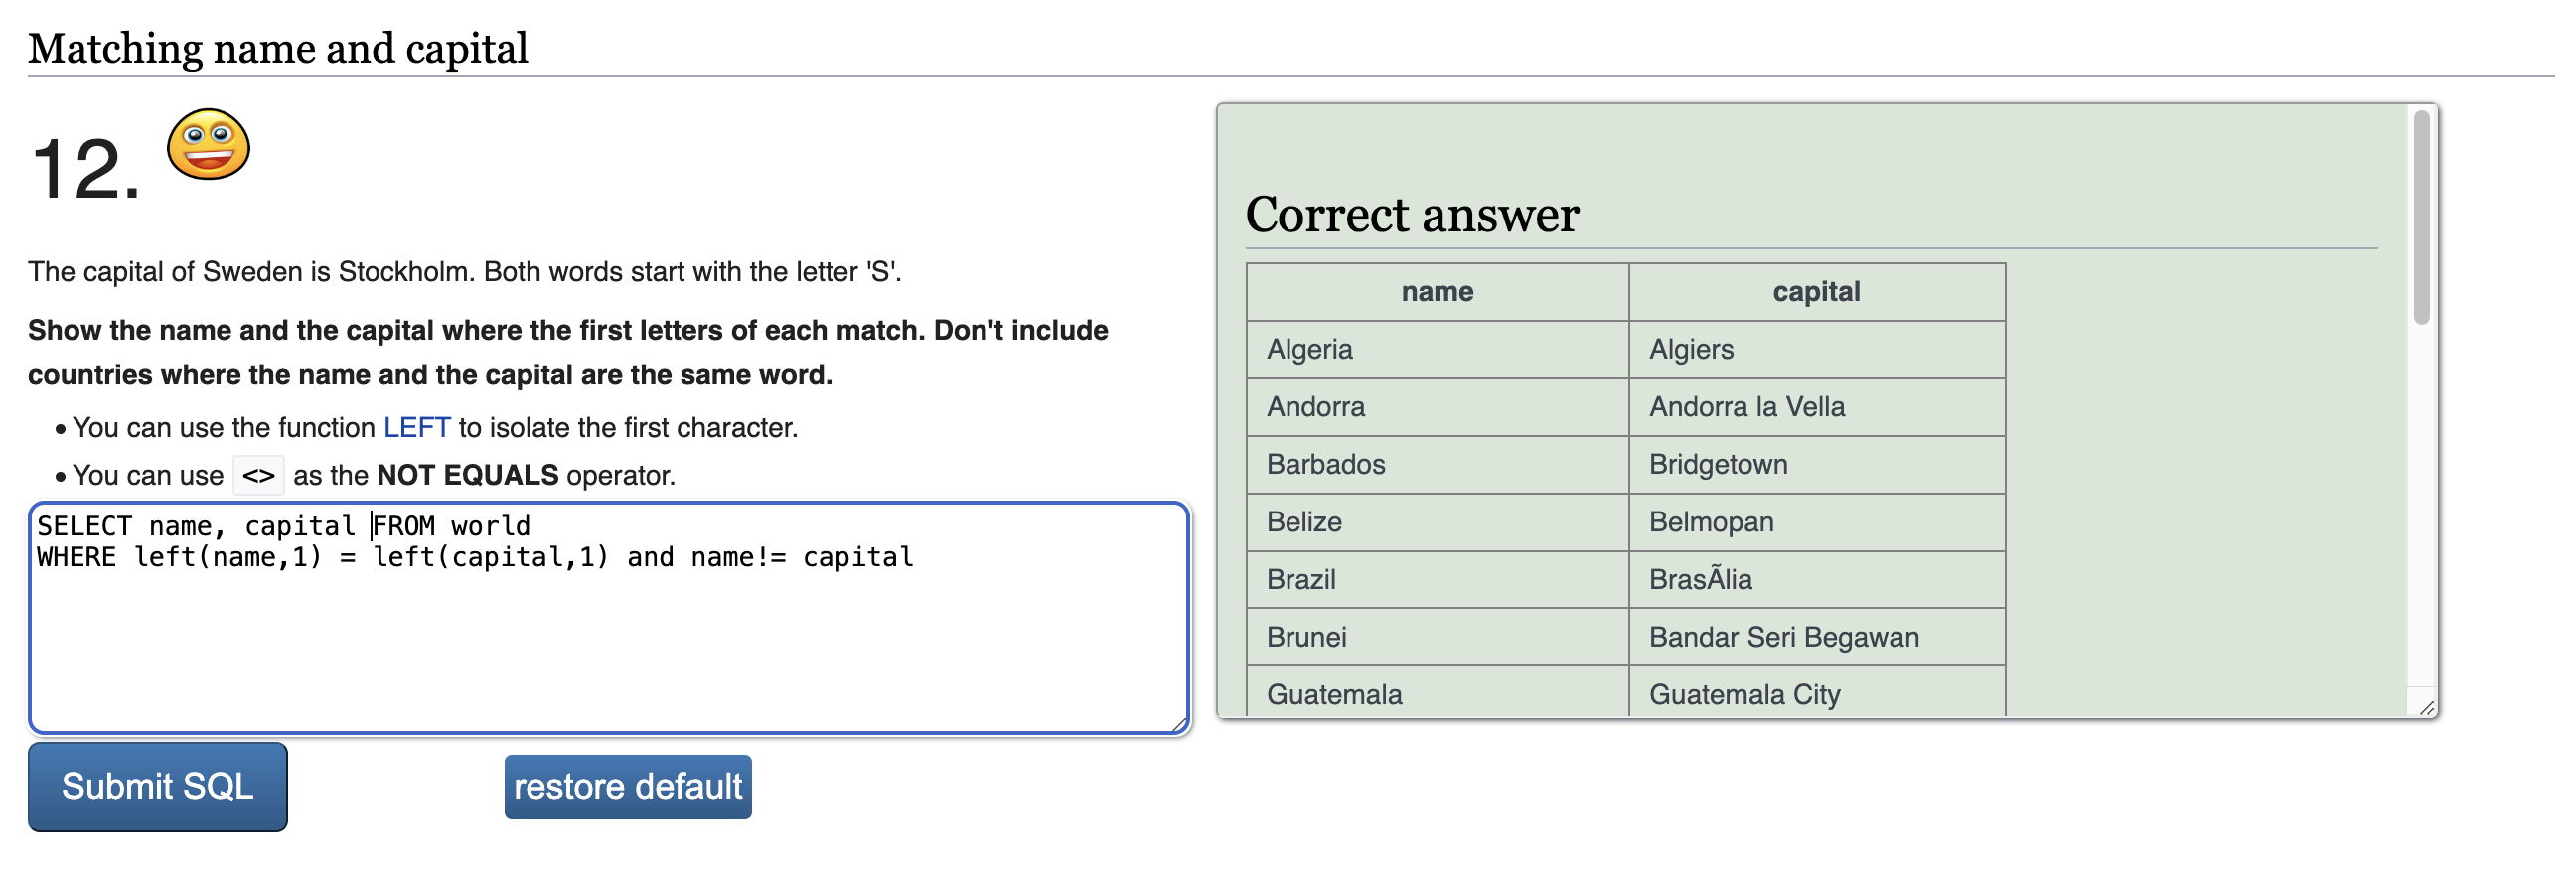 Matching name and capital
12.
The capital of Sweden is Stockholm. Both words start with the letter 'S'.
Show the name and the capital where the first letters of each match. Don't include
countries where the name and the capital are the same word.
• You can use the function LEFT to isolate the first character.
• You can use <> as the NOT EQUALS operator.
SELECT name, capital FROM world
WHERE left(name,1) = left(capital,1) and name!= capital
Submit SQL restore default
Correct answer
name capital
Algeria Algiers
Andorra Andorra la Vella
Barbados Bridgetown
Belize Belmopan
Brazil BrasÃlia
Brunei Bandar Seri Begawan
Guatemala Guatemala City